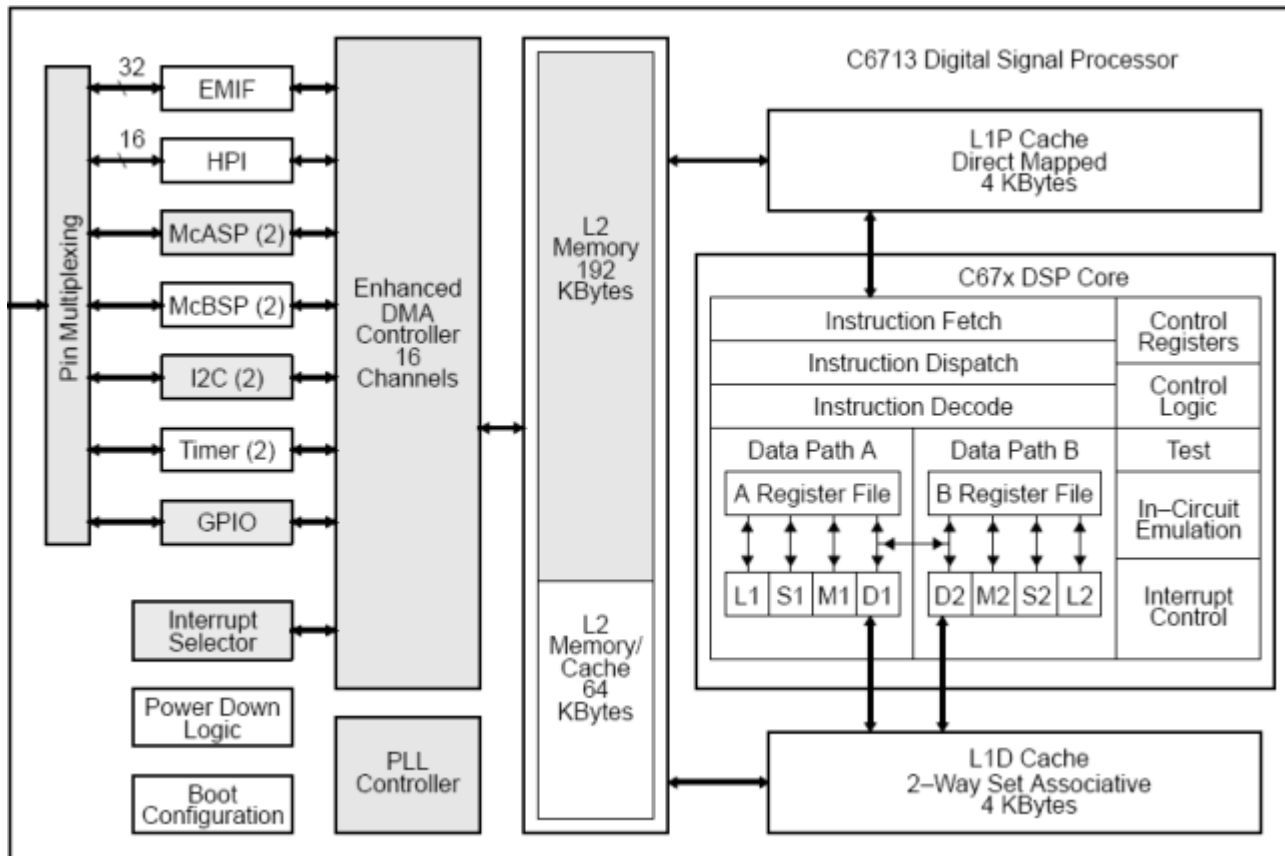 C6713 Digital Signal Processor
32
EMIF
16
HPI
McASP (2)
McBSP (2)
I2C (2)
Timer (2)
GPIO
Pin Multiplexing
Interrupt
Selector
Power Down
Logic
Boot
Configuration
Enhanced
DMA
Controller
16
Channels
PLL
Controller
L2
Memory
192
KBytes
L2
Memory/
Cache
64
KBytes
L1P Cache
Direct Mapped
4 KBytes
C67x DSP Core
Instruction Fetch
Instruction Dispatch
Instruction Decode
Control
Registers
Control
Logic
Test
In–Circuit
Emulation
Interrupt
Control
Data Path A
A Register File
L1 S1 M1 D1
Data Path B
B Register File
D2 M2 S2 L2
L1D Cache
2–Way Set Associative
4 KBytes